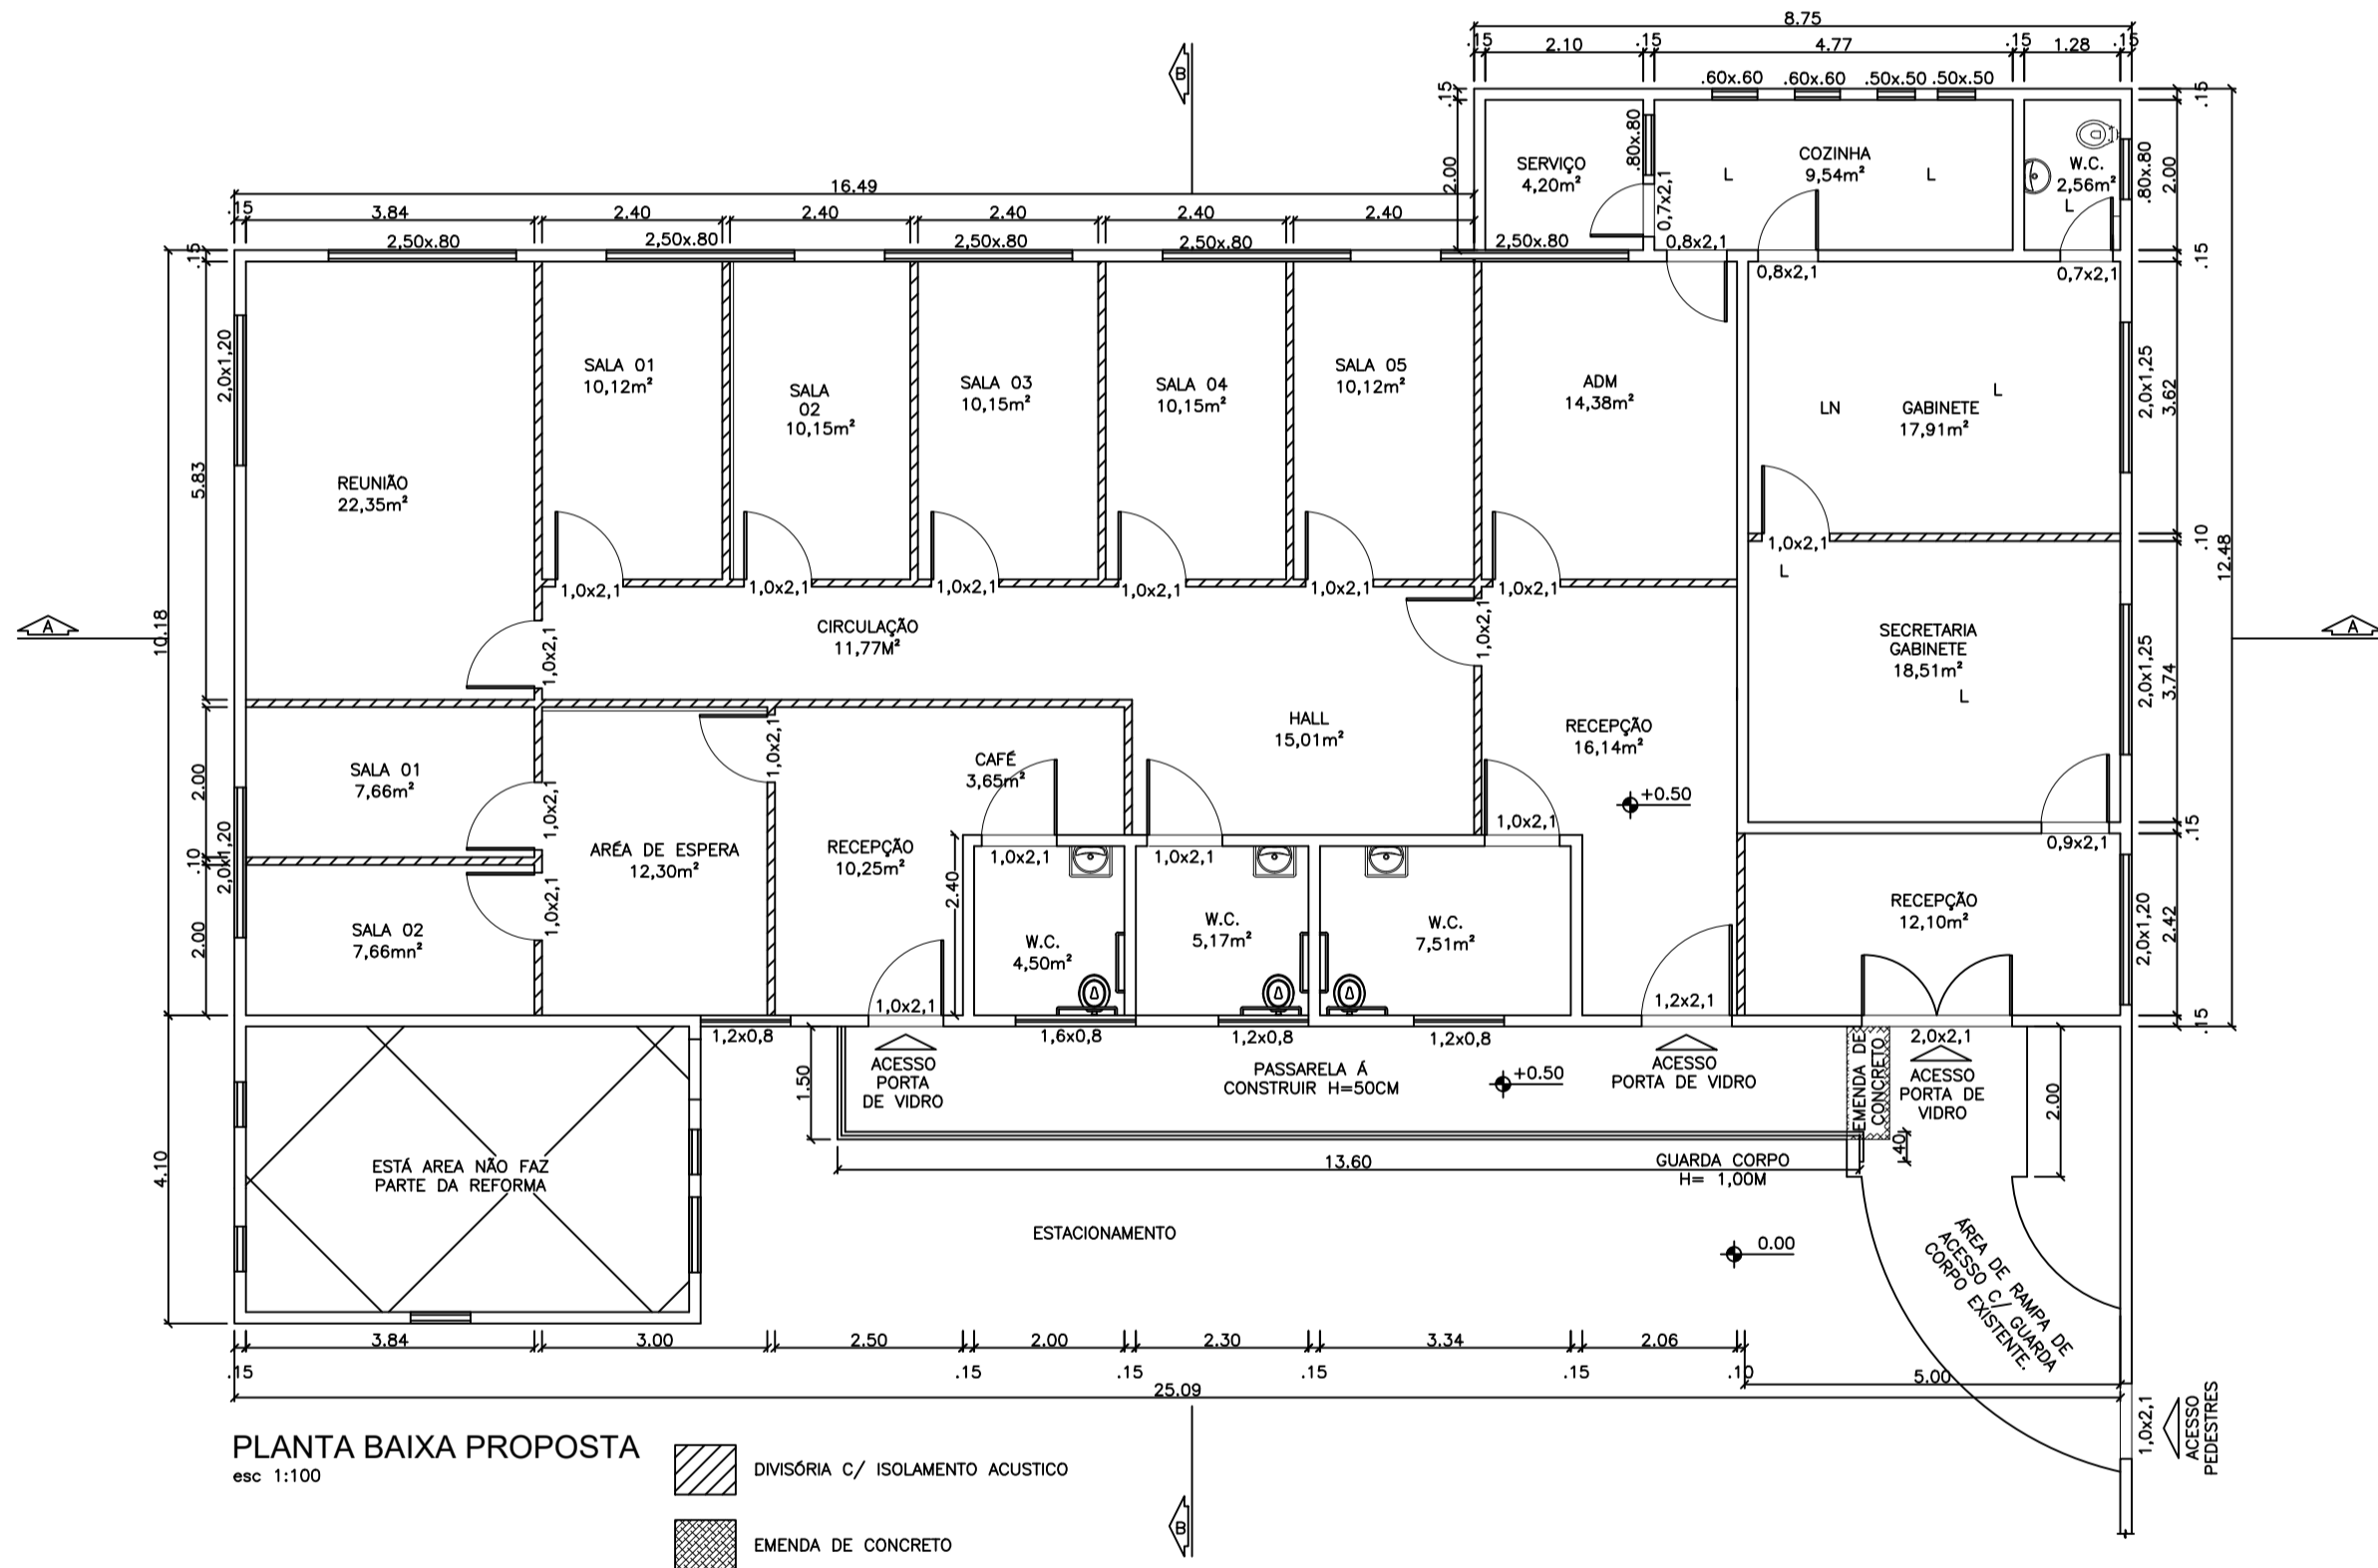 8.75
.15 2.10 .15 4.77 .15 1.28 .15
.60x.60 .60x.60 .50x.50 .50x.50
B
.15
.15
2.00
SERVIÇO
4,20m²
.80x.80
0,7x2,1
COZINHA
9,54m²
L
L
W.C.
2,56m²
L
.80x.80
2.00
16.49
.15 3.84 2.40 2.40 2.40 2.40 2.40
2,50x.80 2,50x.80 2,50x.80 2,50x.80 2,50x.80
0,8x2,1
0,8x2,1
0,7x2,1
.15
.15
2,0x1,20
5.83
10.18
REUNIÃO
22,35m²
SALA 01
10,12m²
SALA
02
10,15m²
SALA 03
10,15m²
SALA 04
10,15m²
SALA 05
10,12m²
ADM
14,38m²
LN
GABINETE
17,91m²
L
2,0x1,25
3.62
.10
12.48
1,0x2,1 1,0x2,1 1,0x2,1 1,0x2,1 1,0x2,1 1,0x2,1
1,0x2,1
L
A
A
1,0x2,1
CIRCULAÇÃO
11,77M²
1,0x2,1
SECRETARIA
GABINETE
18,51m²
L
2,0x1,25
3.74
HALL
15,01m²
RECEPÇÃO
16,14m²
+0.50
SALA 01
7,66m²
2.00
1,0x2,1
1,0x2,1
CAFÉ
3,65m²
.10
2,0x1,20
ARÉA DE ESPERA
12,30m²
RECEPÇÃO
10,25m²
2.40
1,0x2,1
1,0x2,1
1,0x2,1
0,9x2,1
.15
SALA 02
7,66mn²
2.00
1,0x2,1
W.C.
4,50m²
W.C.
5,17m²
W.C.
7,51m²
RECEPÇÃO
12,10m²
2,0x1,20
2.42
1,0x2,1
1,2x2,1
.15
1,2x0,8 1,6x0,8 1,2x0,8 1,2x0,8
2,0x2,1
1.50
ACESSO
PORTA
DE VIDRO
PASSARELA Á
CONSTRUIR H=50CM
+0.50
ACESSO
PORTA DE VIDRO
EMENDA DE
CONCRETO
ACESSO
PORTA DE
VIDRO
2.00
.40
4.10
ESTÁ AREA NÃO FAZ
PARTE DA REFORMA
13.60
GUARDA CORPO
H= 1,00M
ESTACIONAMENTO
0.00
ÁREA DE RAMPA DE
ACESSO C/ GUARDA
CORPO EXISTENTE.
3.84 3.00 2.50 2.00 2.30 3.34 2.06
.15 .15 .15 .15 .15 .10 5.00
25.09
1,0x2,1
ACESSO
PEDESTRES
PLANTA BAIXA PROPOSTA
esc 1:100
DIVISÓRIA C/ ISOLAMENTO ACUSTICO
EMENDA DE CONCRETO
B